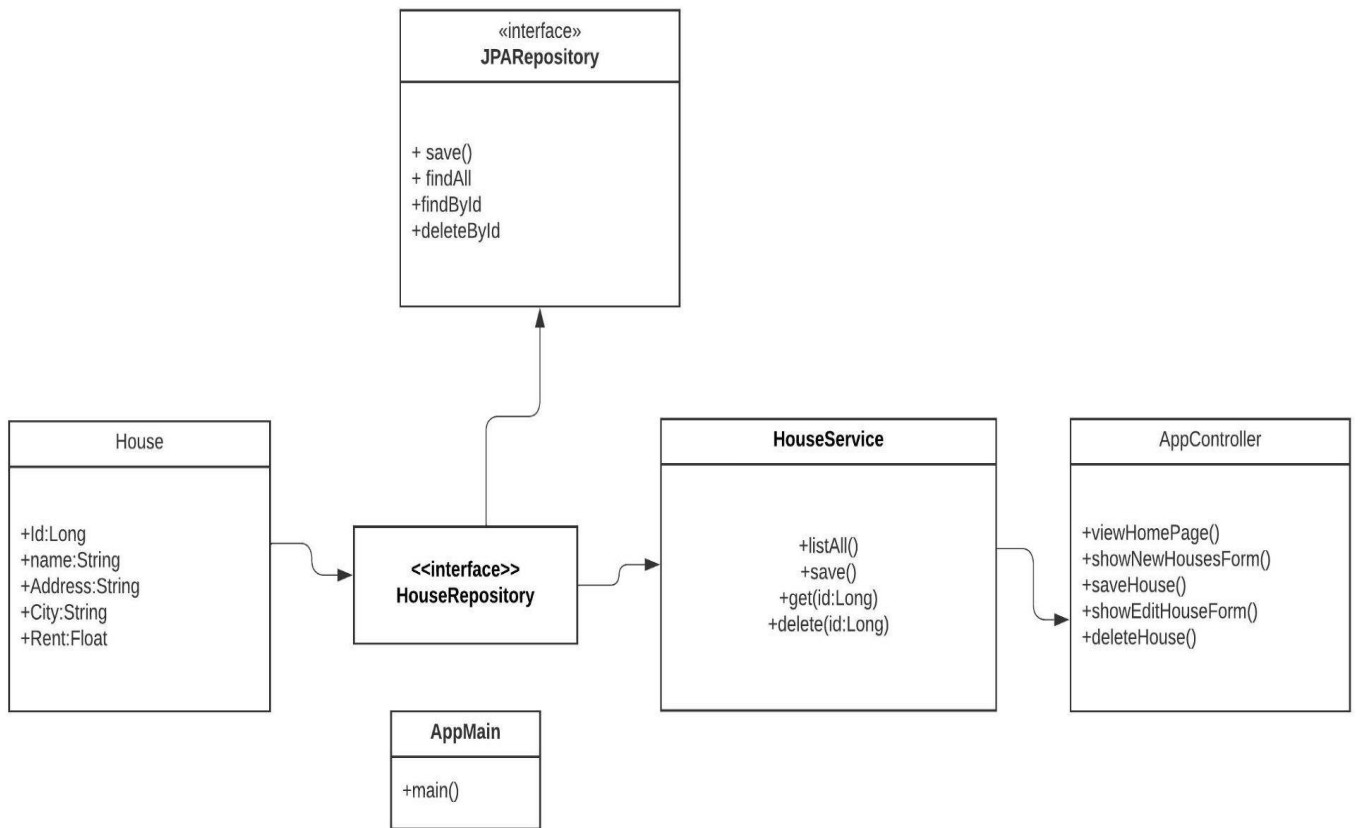 «interface»
JPARepository
+ save()
+ findAll
+findById
+deleteById
House
+Id:Long
+name:String
+Address:String
+City:String
+Rent:Float
<<interface>>
HouseRepository
HouseService
+listAll()
+save()
+get(id:Long)
+delete(id:Long)
AppController
+viewHomePage()
+showNewHousesForm()
+saveHouse()
+showEditHouseForm()
+deleteHouse()
AppMain
+main()